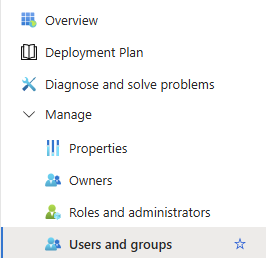 Overview
Deployment Plan
Diagnose and solve problems
Manage
Properties
Owners
Roles and administrators
Users and groups